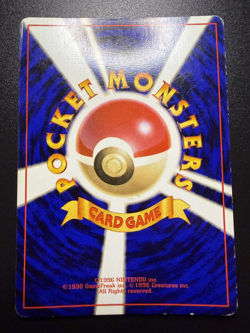 POCKET MONSTERS
CARD GAME
©1996 NINTENDO inc.
©1996 GameFreak inc. ©1996 Creatures inc.
All Rights reserved.